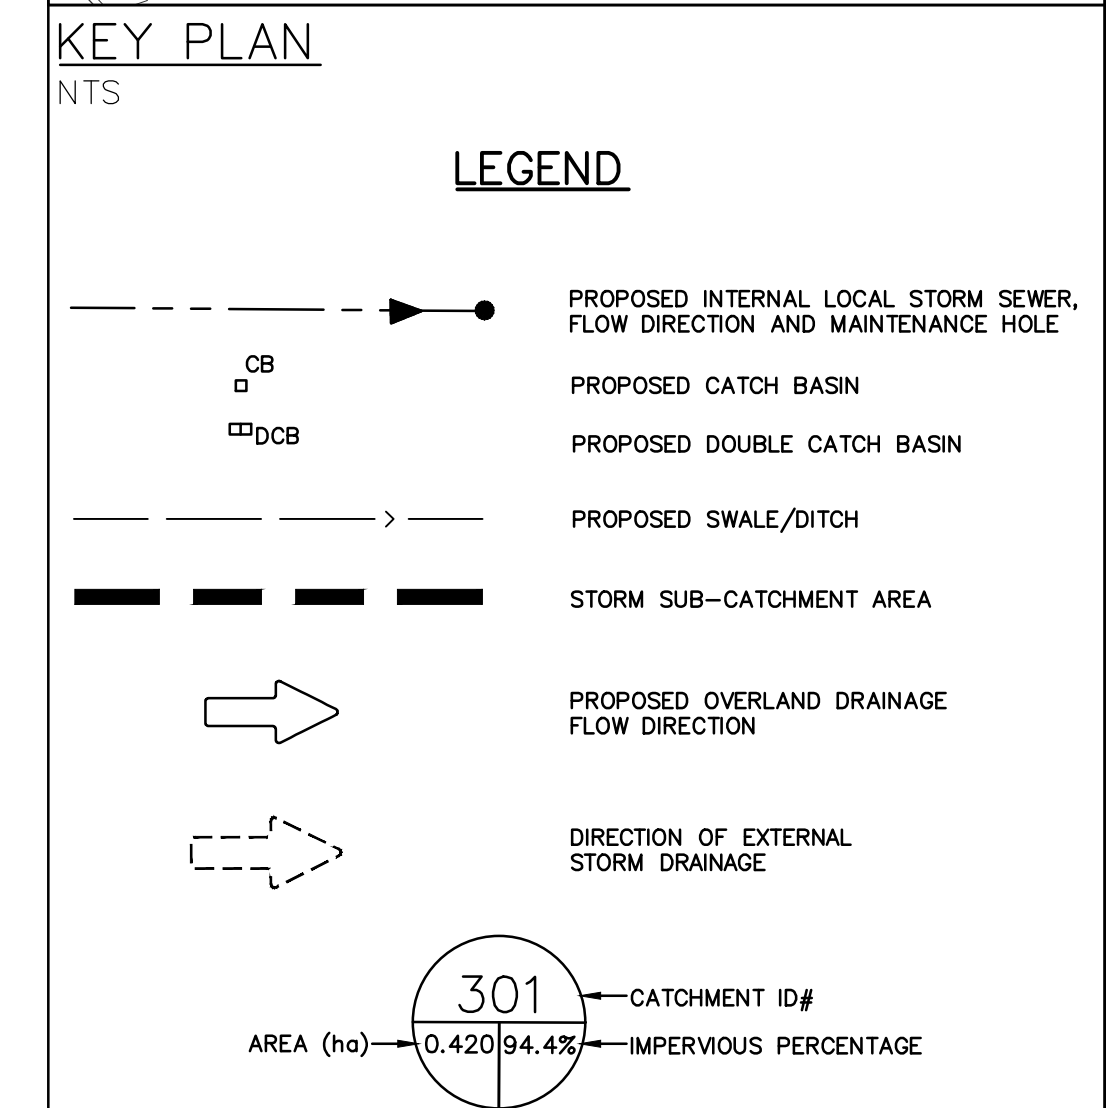 KEY PLAN
NTS
LEGEND
PROPOSED INTERNAL LOCAL STORM SEWER,
FLOW DIRECTION AND MAINTENANCE HOLE
CB
PROPOSED CATCH BASIN
DCB
PROPOSED DOUBLE CATCH BASIN
PROPOSED SWALE/DITCH
STORM SUB-CATCHMENT AREA
PROPOSED OVERLAND DRAINAGE
FLOW DIRECTION
DIRECTION OF EXTERNAL
STORM DRAINAGE
301
CATCHMENT ID#
AREA (ha)
0.420
94.4%
IMPERVIOUS PERCENTAGE